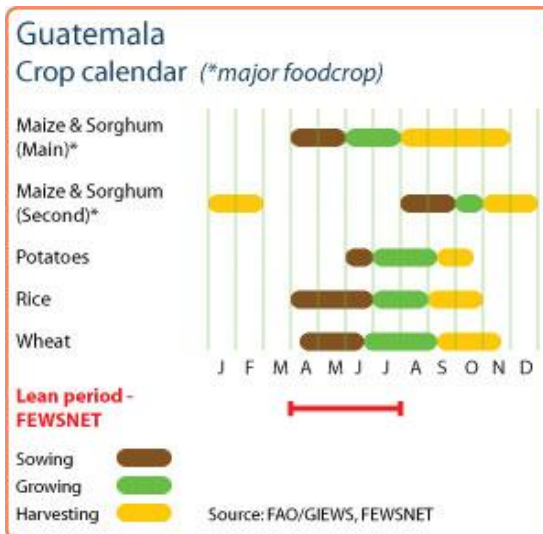 Guatemala
Crop calendar (*major foodcrop)
Maize & Sorghum
(Main)*
Maize & Sorghum
(Second)*
Potatoes
Rice
Wheat
J F M A M J J A S O N D
Lean period -
FEWSNET
Sowing
Growing
Harvesting
Source: FAO/GIEWS, FEWSNET